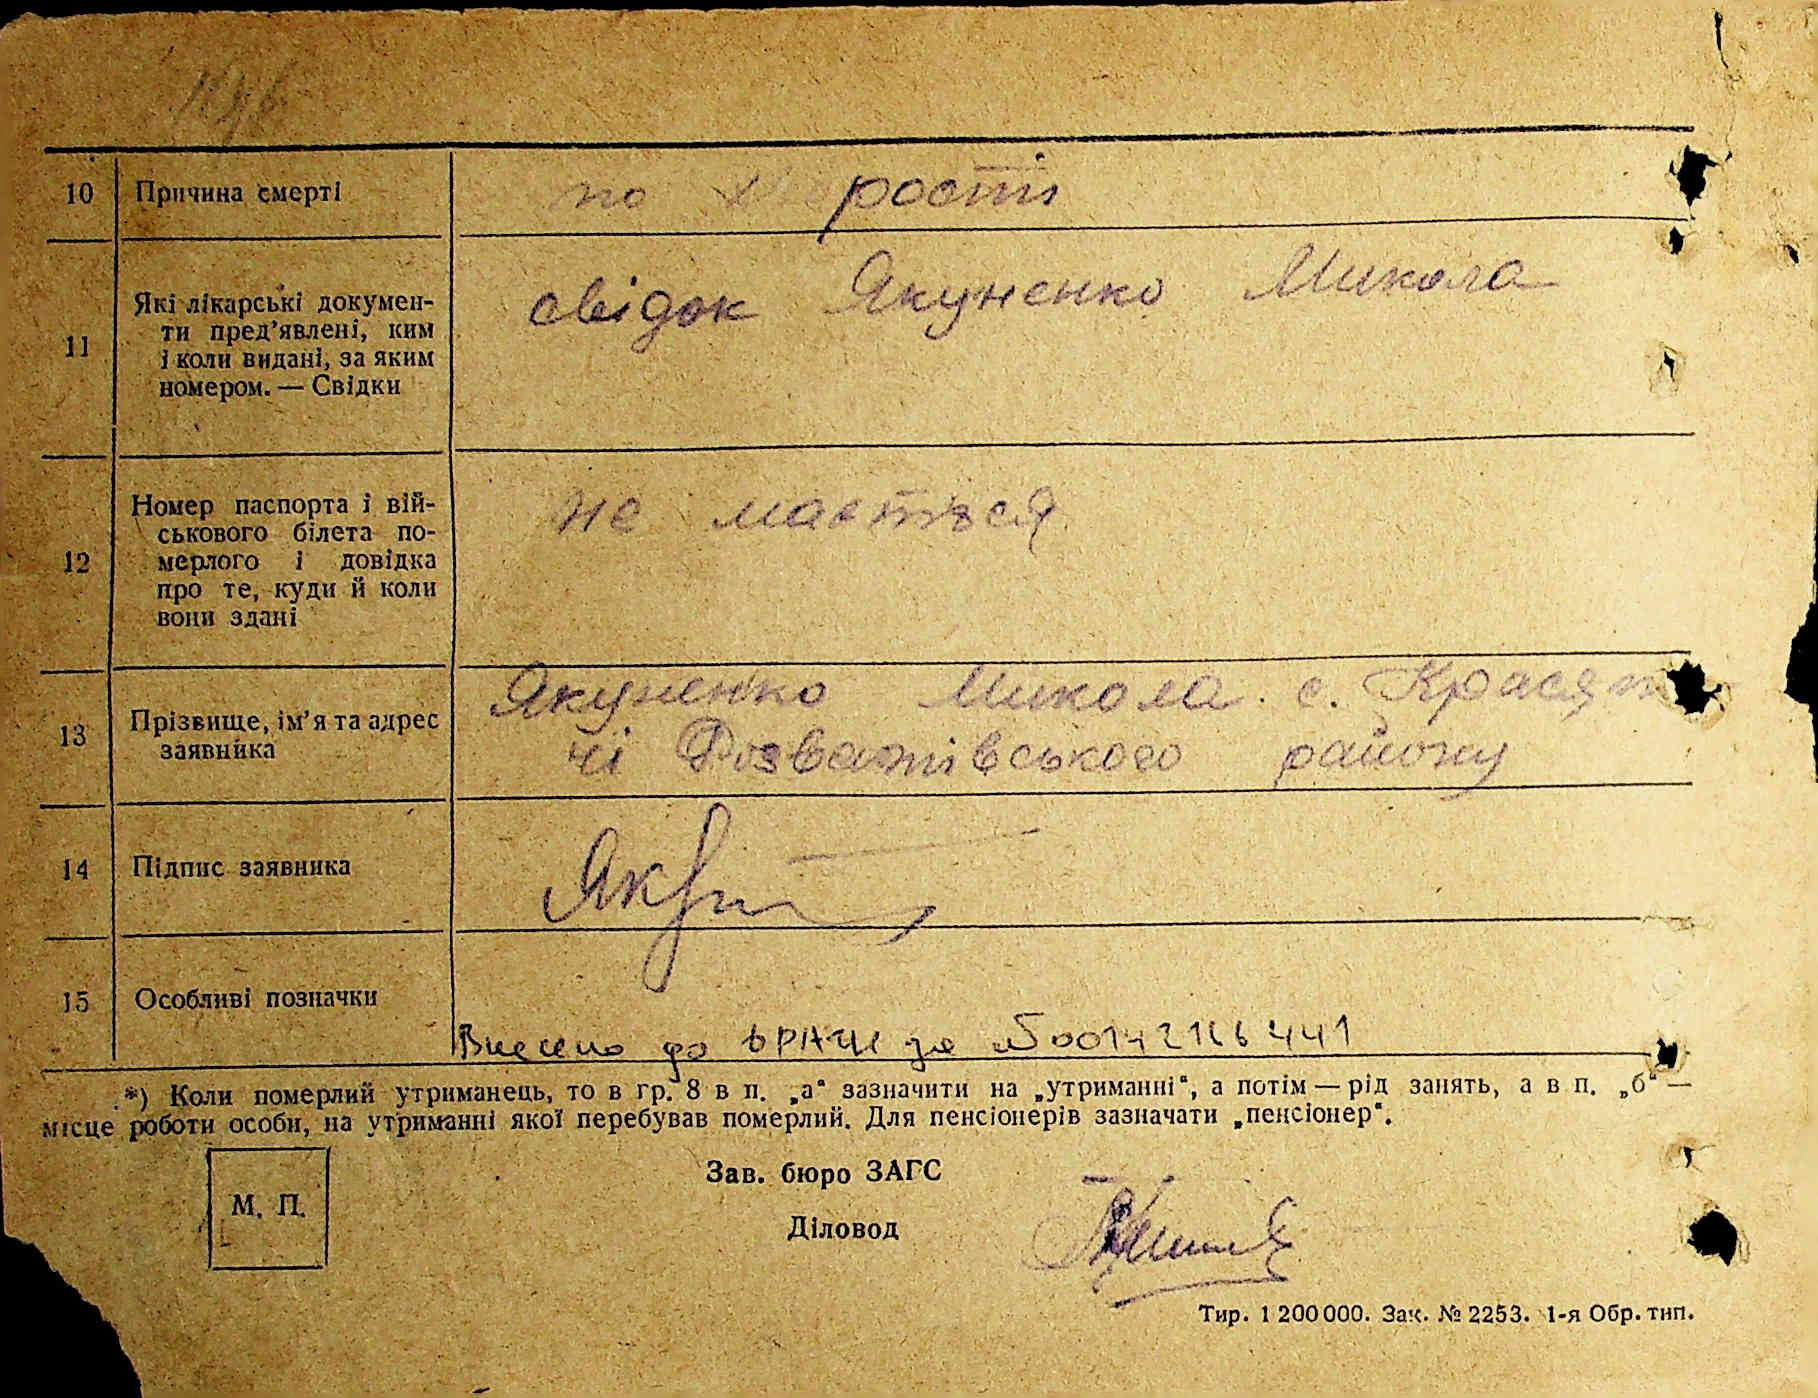 10 Причина смерті по х рості
11 Які лікарські докумен-
ти пред’явлені, ким
і коли видані, за яким
номером. — Свідки
свідок Якуненко Микола
12 Номер паспорта і вій-
ськового білета по-
мерлого і довідка
про те, куди й коли
вони здані
не мається
13 Прізвище, ім’я та адрес
заявника
Якуненко Микола с. Красят
чі Розважівського району
14 Підпис заявника
15 Особливі позначки
Внесено до ДРАЦС за №00142166441
*) Коли померлий утриманець, то в гр. 8 в п. „а“ зазначити на „утриманні“, а потім — рід занять, а в п. „б“ —
місце роботи особи, на утриманні якої перебував померлий. Для пенсіонерів зазначати „пенсіонер“.
М. П.
Зав. бюро ЗАГС
Діловод
Тир. 1 200 000. Зак. № 2253. 1-я Обр. тип.